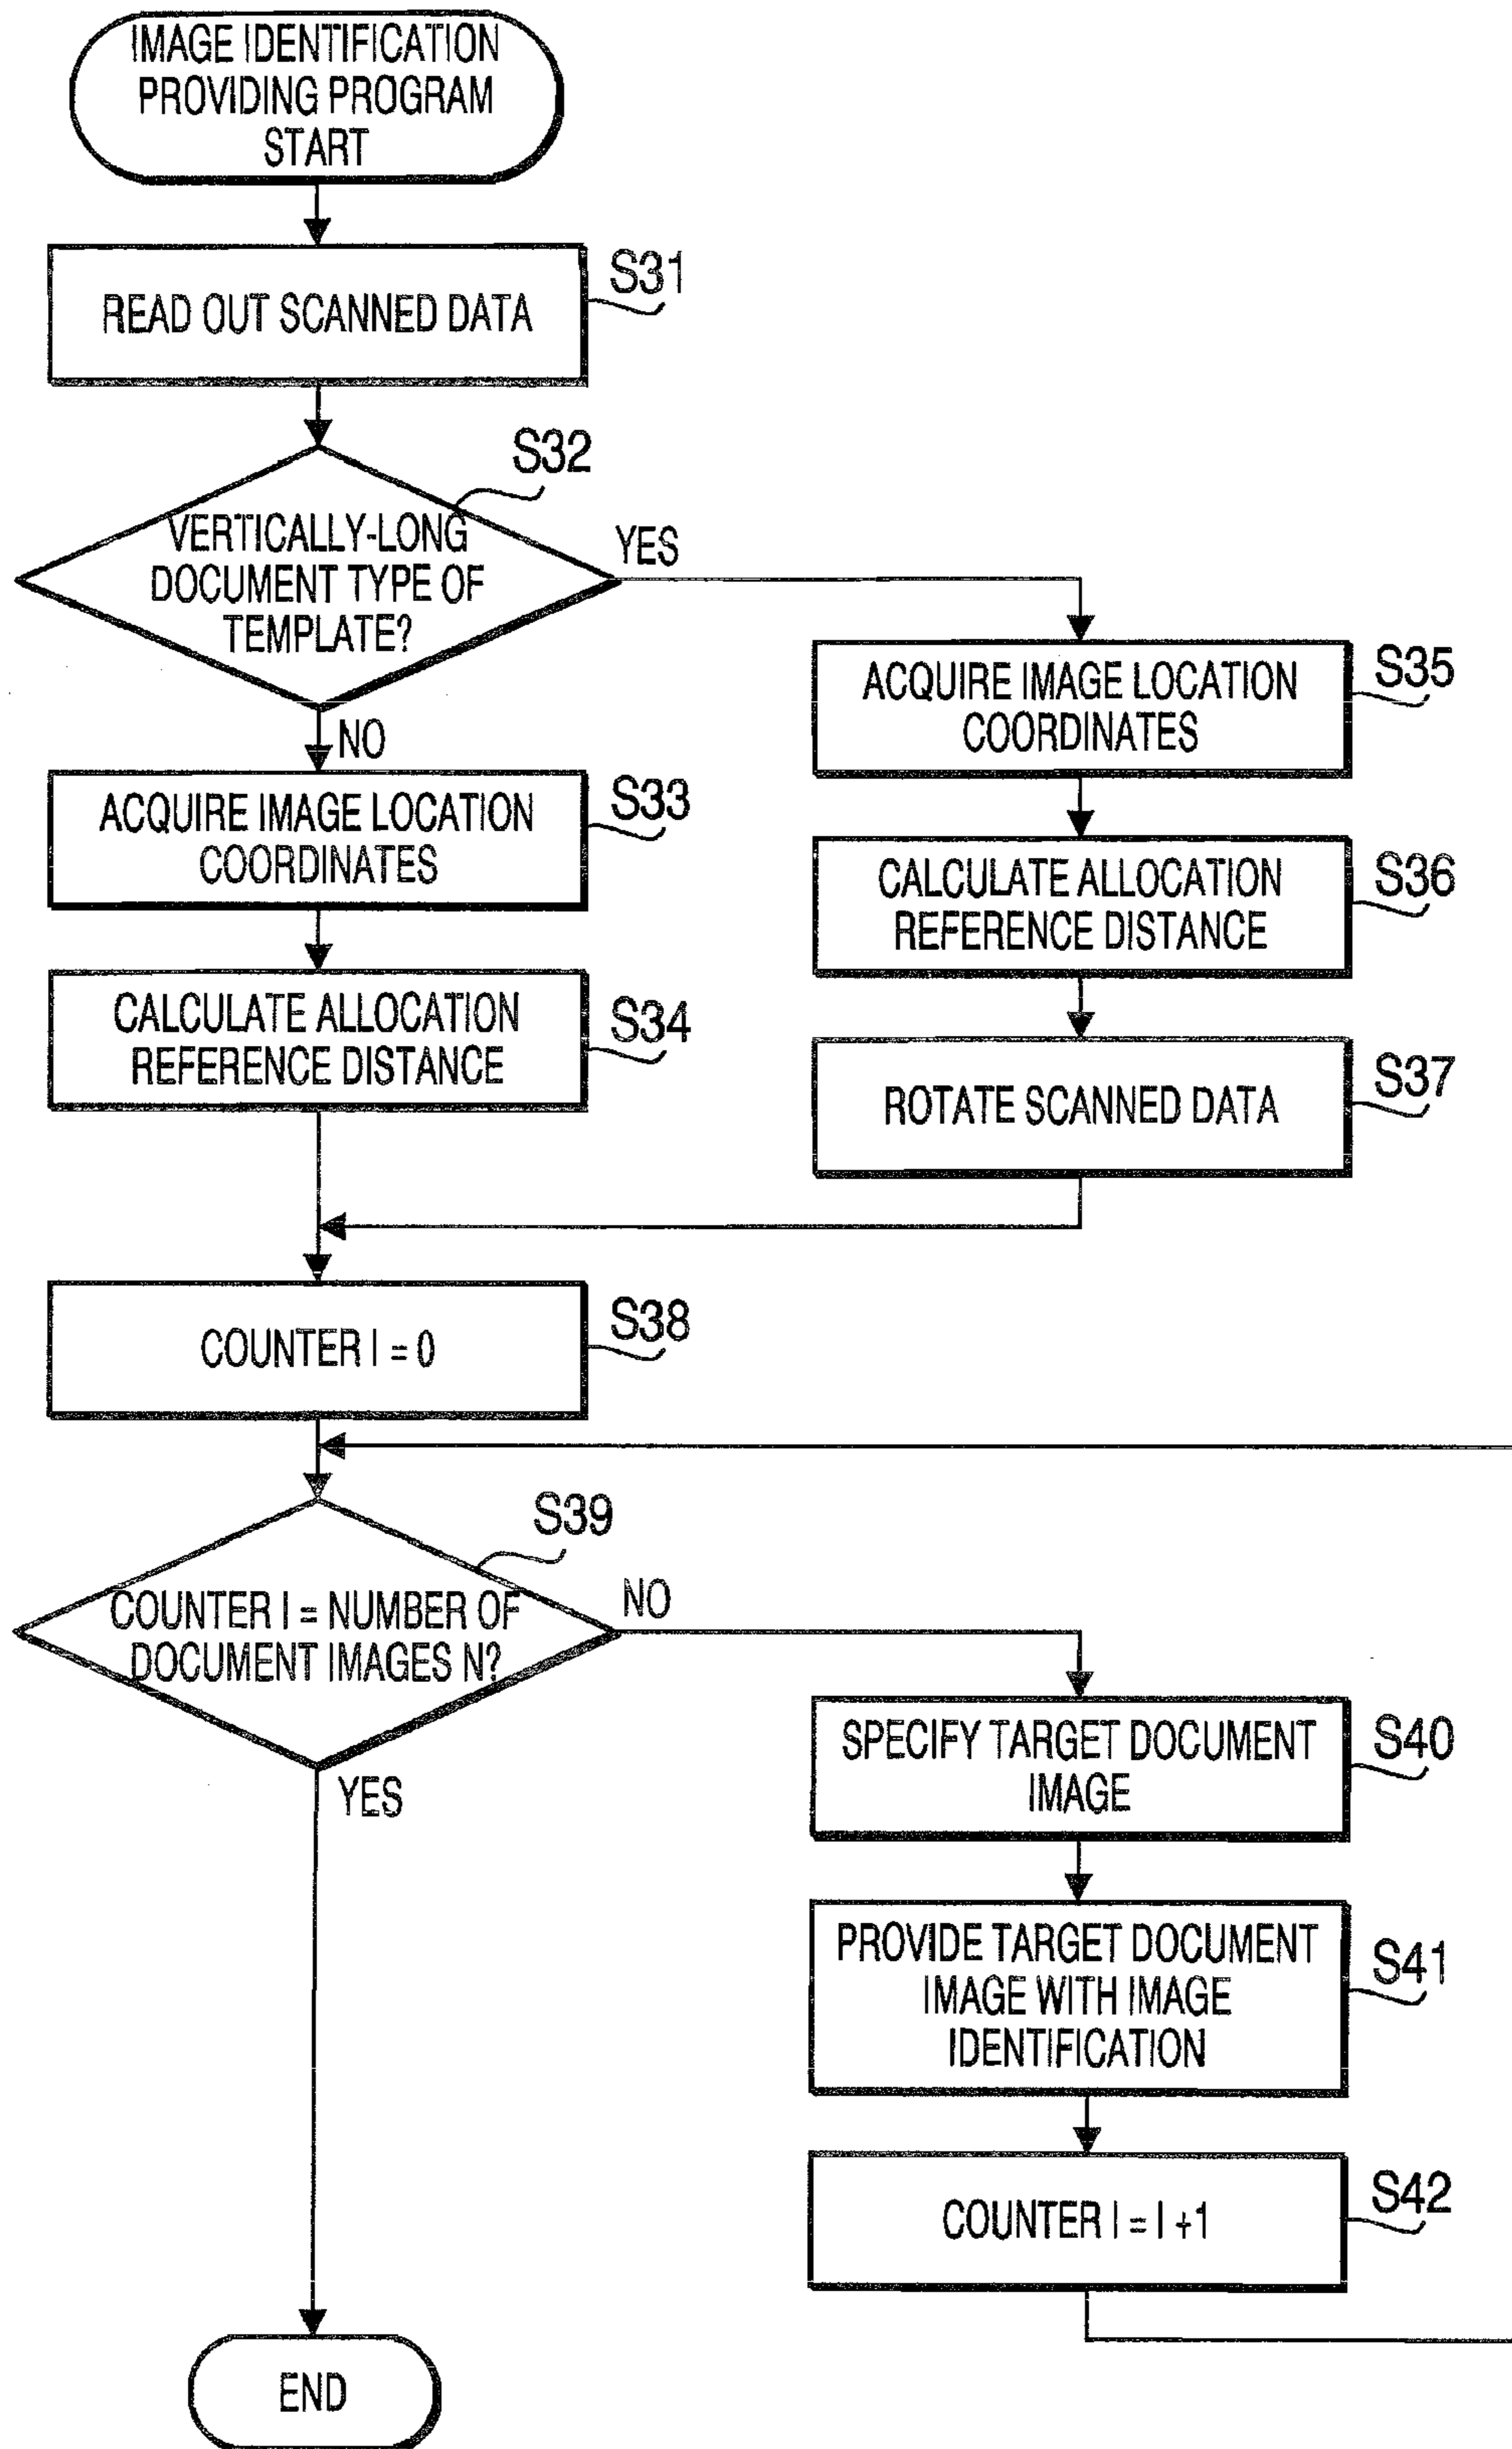 IMAGE IDENTIFICATION
PROVIDING PROGRAM
START
S31
READ OUT SCANNED DATA
S32
VERTICALLY-LONG
DOCUMENT TYPE OF
TEMPLATE?
YES
NO
S33
ACQUIRE IMAGE LOCATION
COORDINATES
S34
CALCULATE ALLOCATION
REFERENCE DISTANCE
S35
ACQUIRE IMAGE LOCATION
COORDINATES
S36
CALCULATE ALLOCATION
REFERENCE DISTANCE
S37
ROTATE SCANNED DATA
S38
COUNTER I = 0
S39
COUNTER I = NUMBER OF
DOCUMENT IMAGES N?
NO
YES
S40
SPECIFY TARGET DOCUMENT
IMAGE
S41
PROVIDE TARGET DOCUMENT
IMAGE WITH IMAGE
IDENTIFICATION
S42
COUNTER I = I +1
END